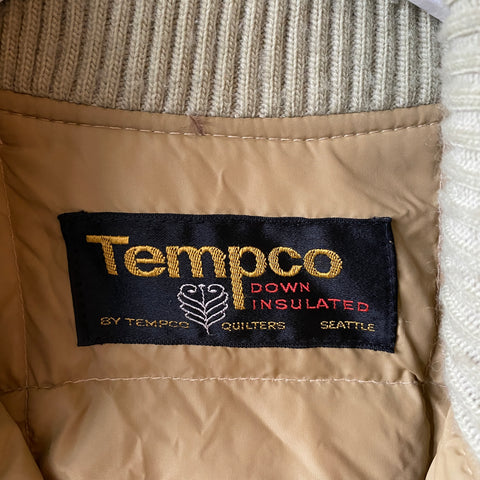 Tempco
DOWN
INSULATED
BY TEMPCO QUILTERS SEATTLE